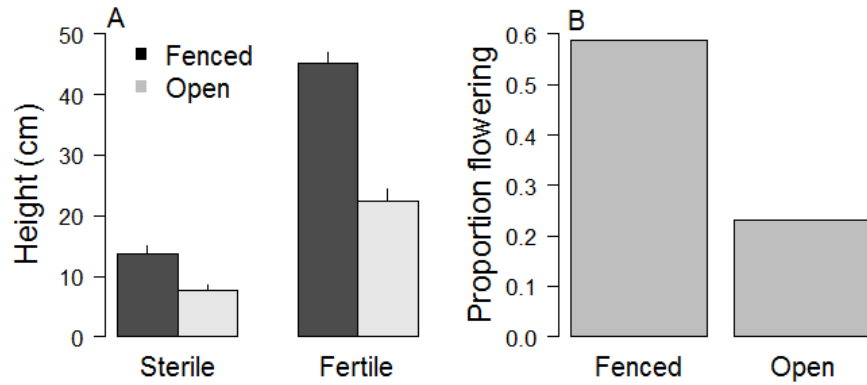 A
Height (cm)
50
40
30
20
10
0
Fenced
Open
Sterile
Fertile
B
Proportion flowering
0.6
0.5
0.4
0.3
0.2
0.1
0.0
Fenced
Open